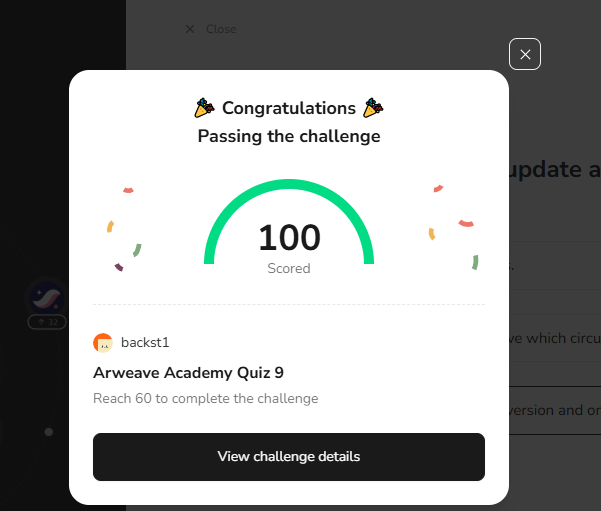 Close
Congratulations
Passing the challenge
update a
100
Scored
s.
32
ve which circu
backst1
Arweave Academy Quiz 9
Reach 60 to complete the challenge
version and or
View challenge details